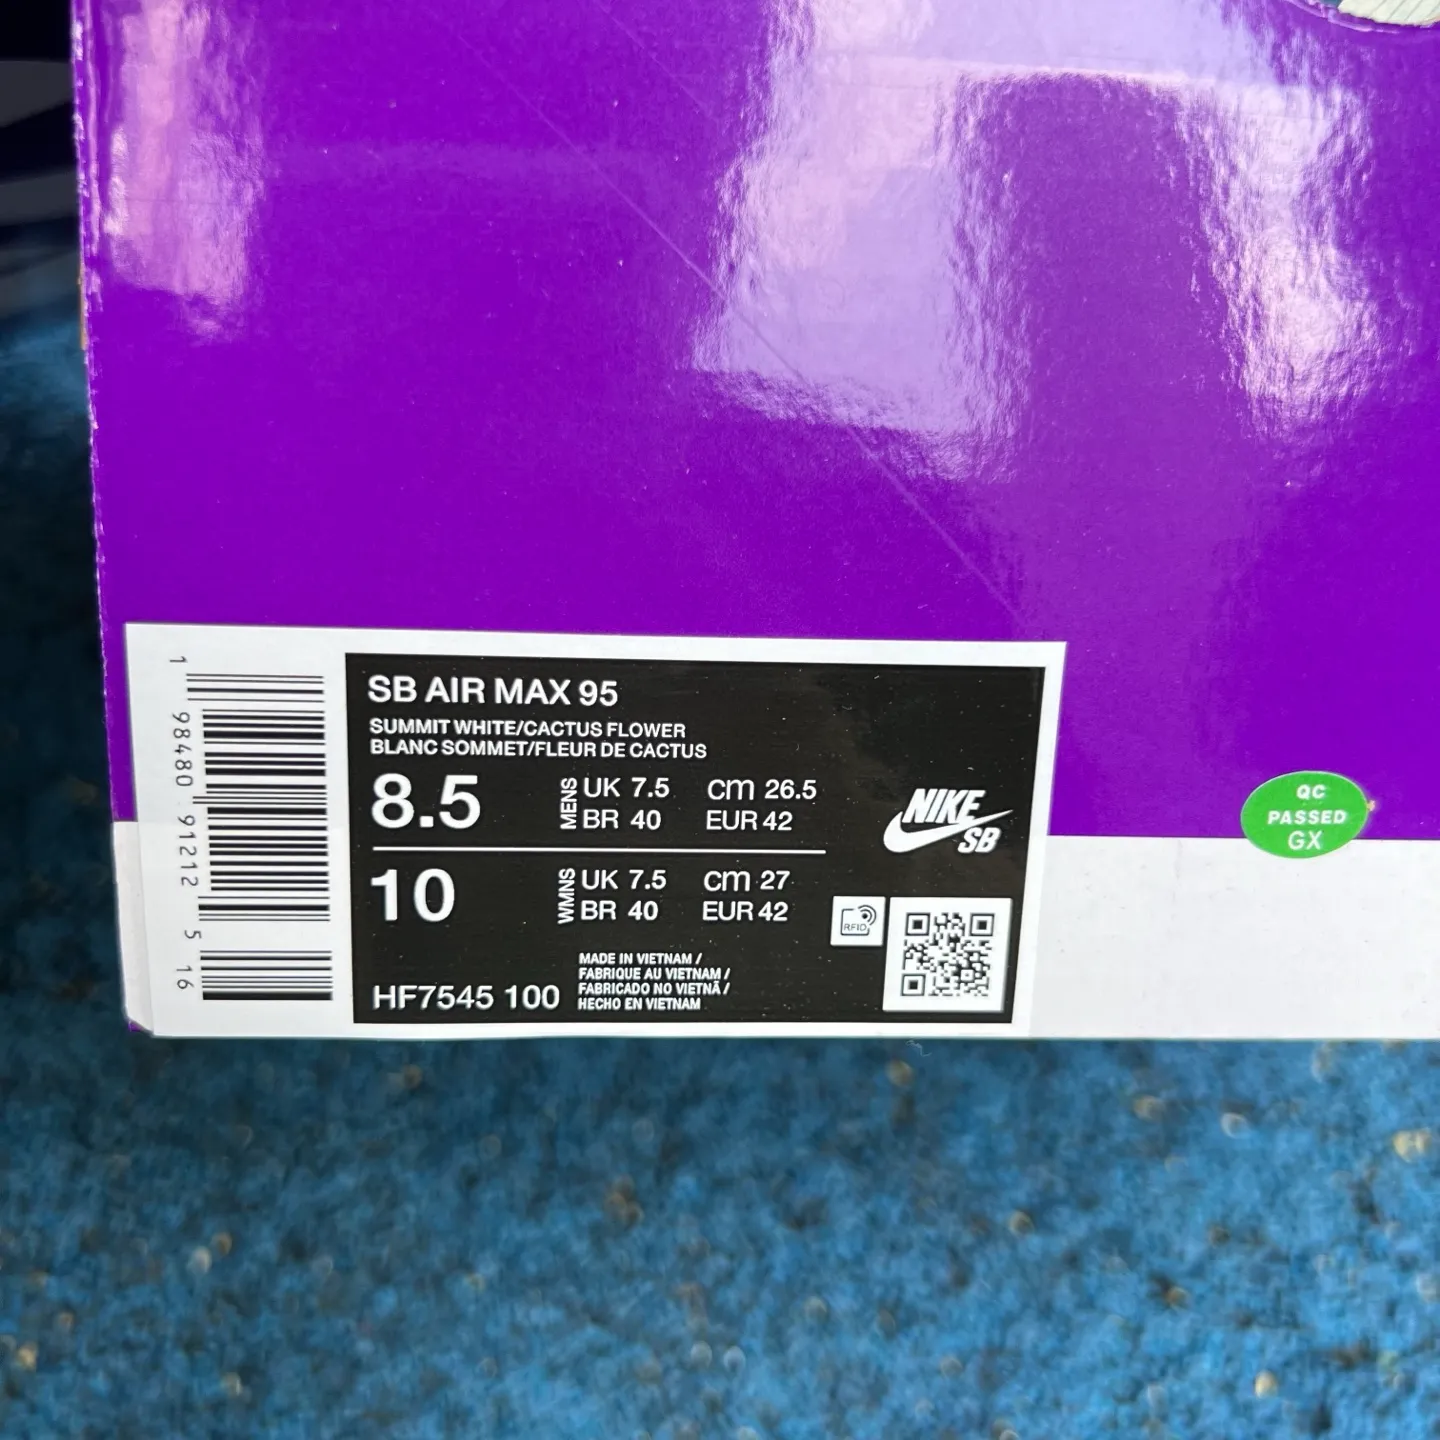 SB AIR MAX 95
SUMMIT WHITE/CACTUS FLOWER
BLANC SOMMET/FLEUR DE CACTUS
8.5 MENS UK 7.5 cm 26.5
BR 40 EUR 42
10 WMNS UK 7.5 cm 27
BR 40 EUR 42
NIKE
SB
RFID
HF7545 100
MADE IN VIETNAM /
FABRIQUE AU VIETNAM /
FABRICADO NO VIETNÃ /
HECHO EN VIETNAM
1 98480 91212 5 16
QC
PASSED
GX